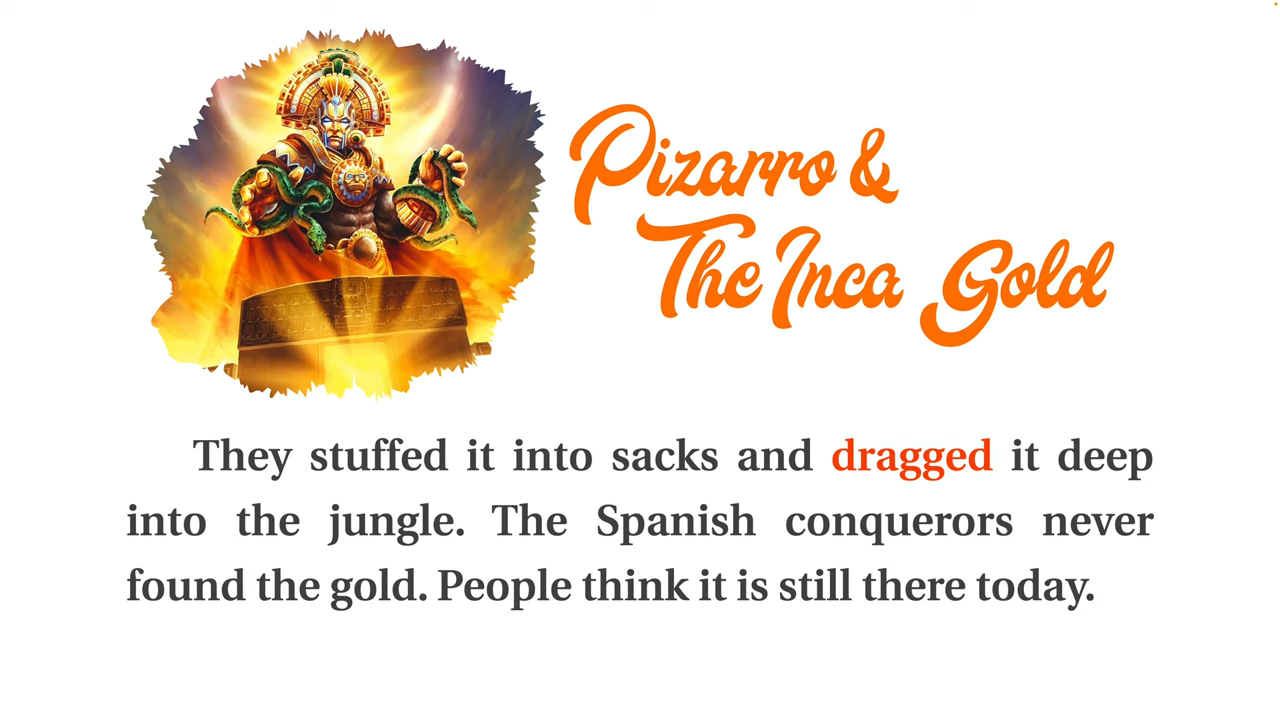 Pizarro &
The Inca Gold
They stuffed it into sacks and dragged it deep
into the jungle. The Spanish conquerors never
found the gold. People think it is still there today.